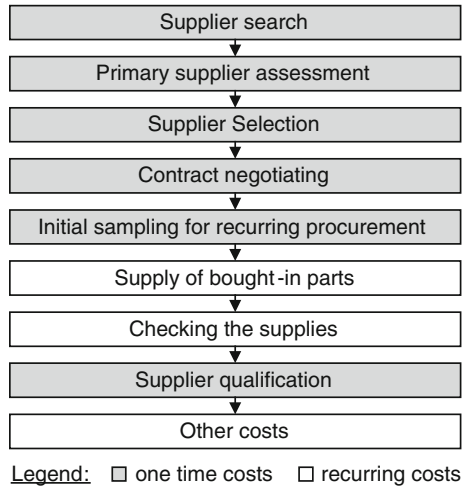 Supplier search
Primary supplier assessment
Supplier Selection
Contract negotiating
Initial sampling for recurring procurement
Supply of bought-in parts
Checking the supplies
Supplier qualification
Other costs
Legend: one time costs recurring costs